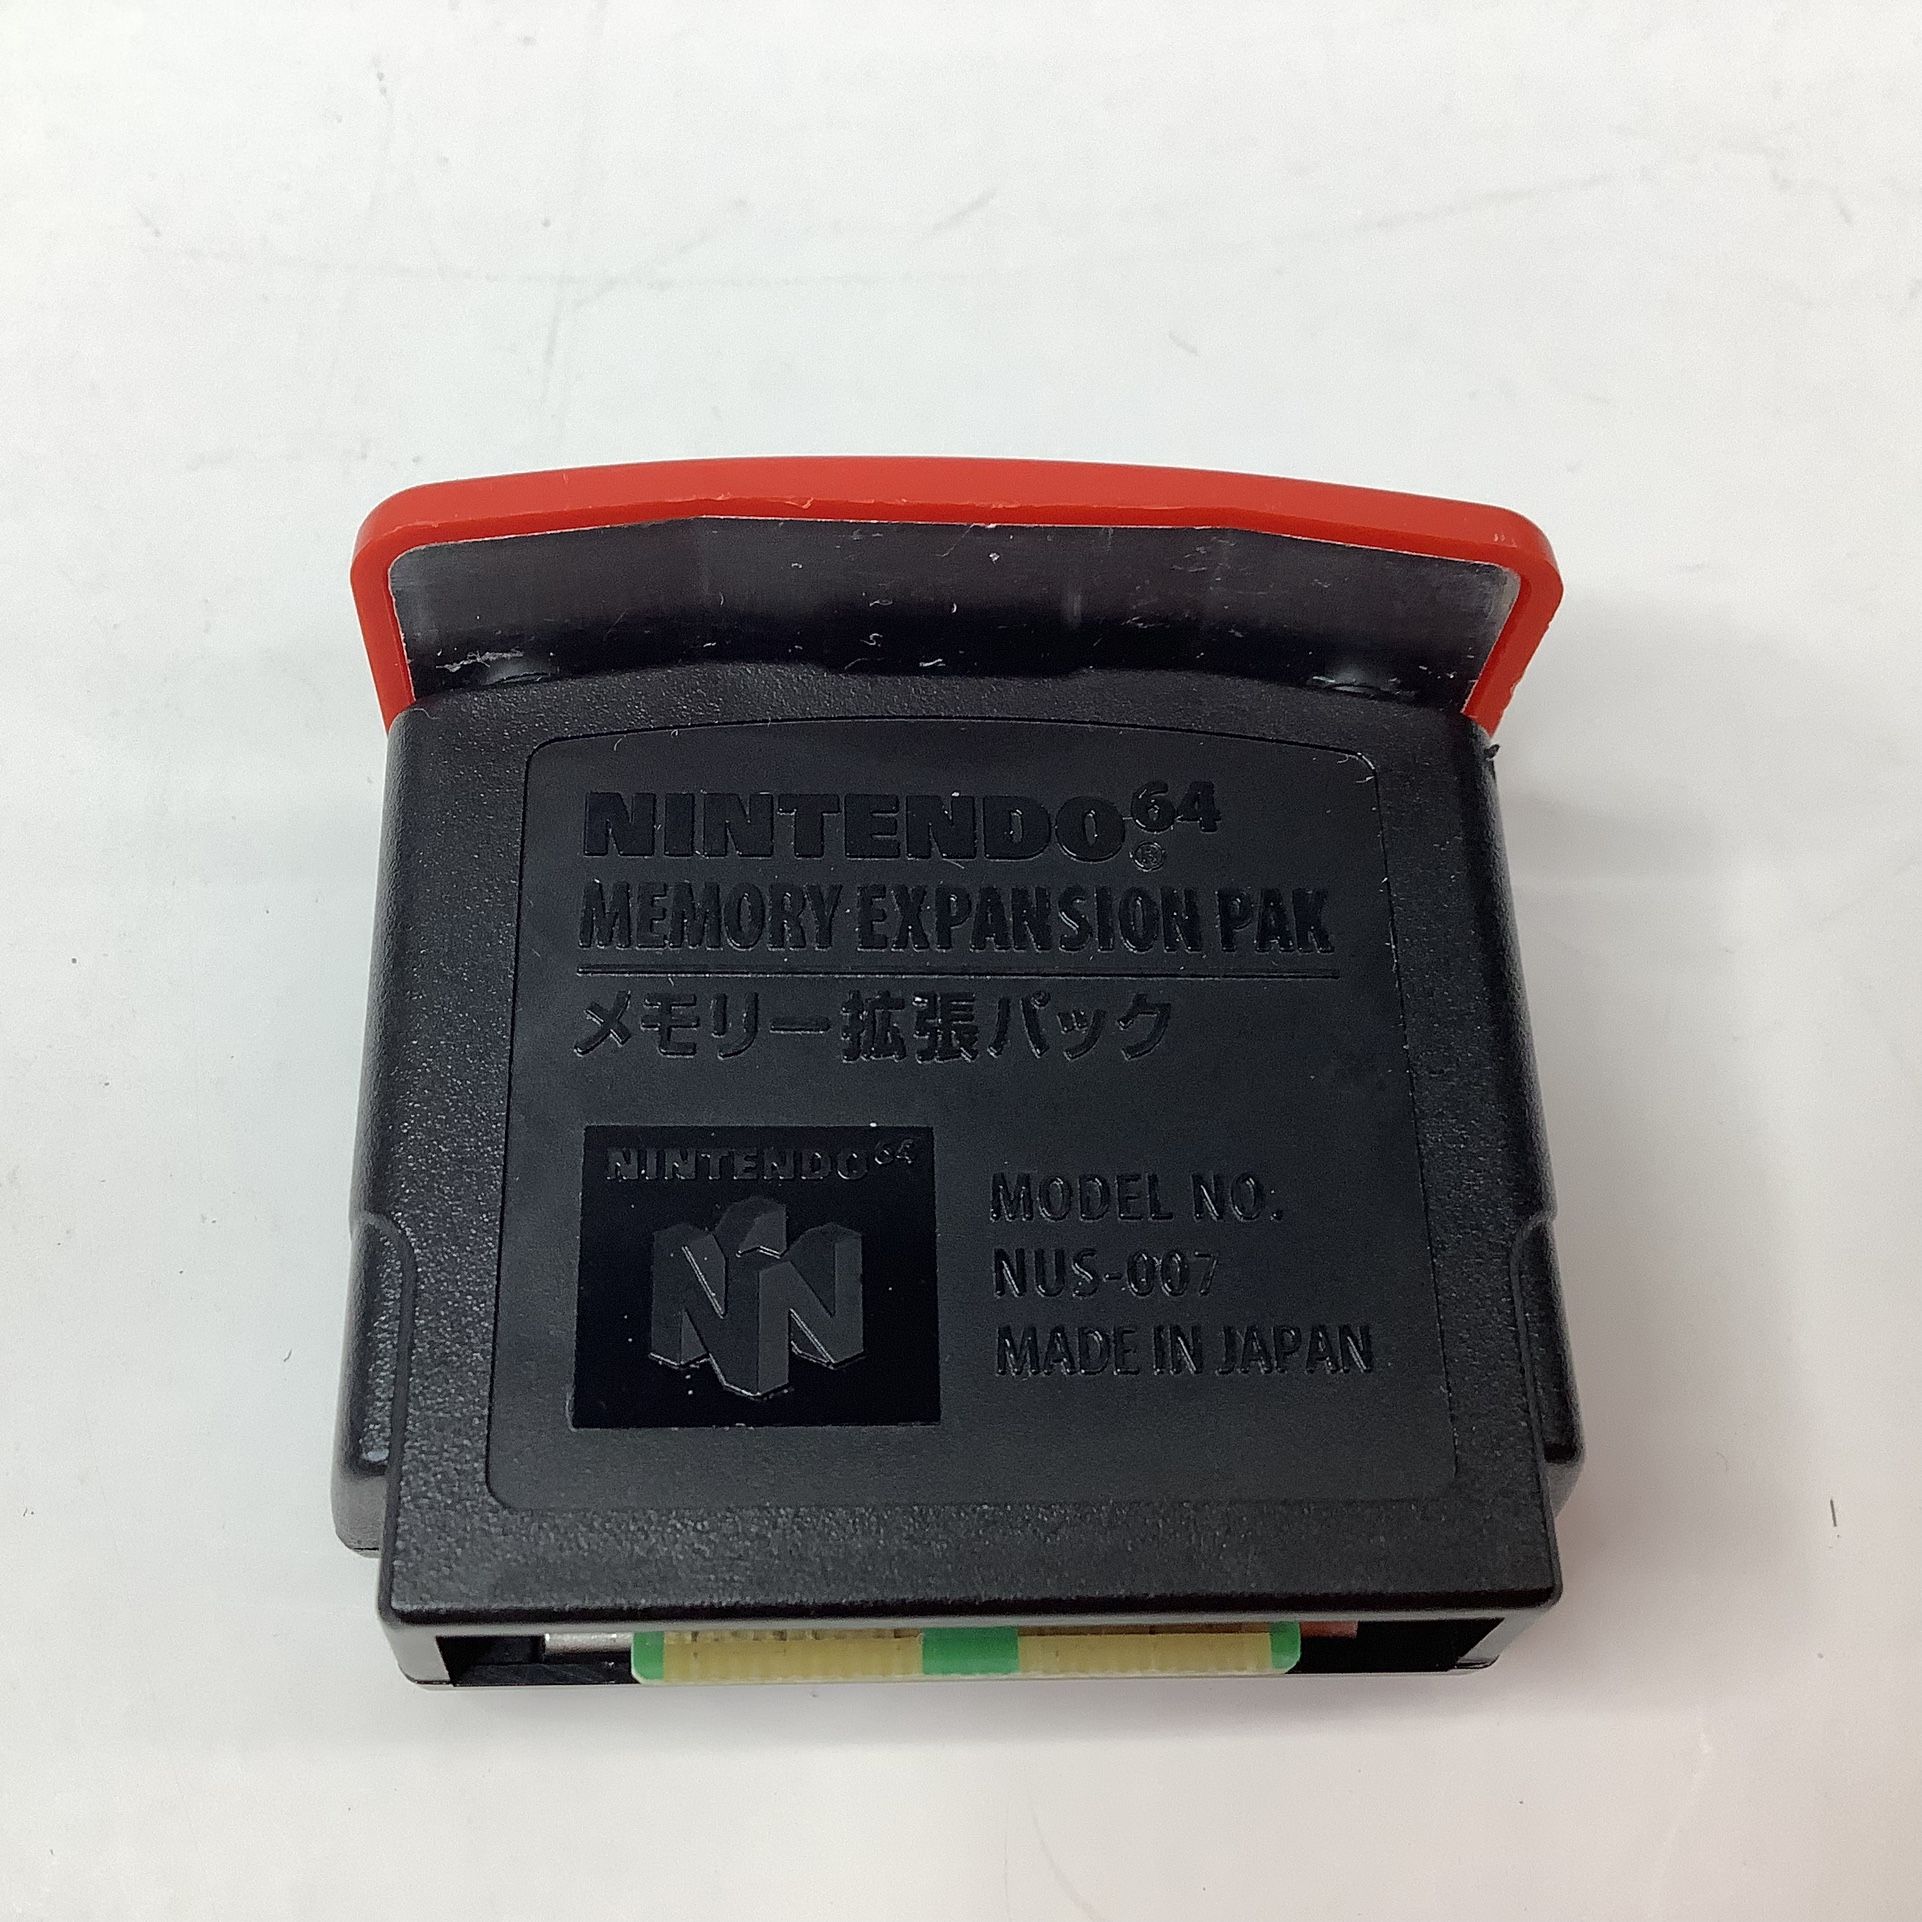 NINTENDO64®
MEMORY EXPANSION PAK
メモリー拡張パック
NINTENDO64
MODEL NO:
NUS-007
MADE IN JAPAN